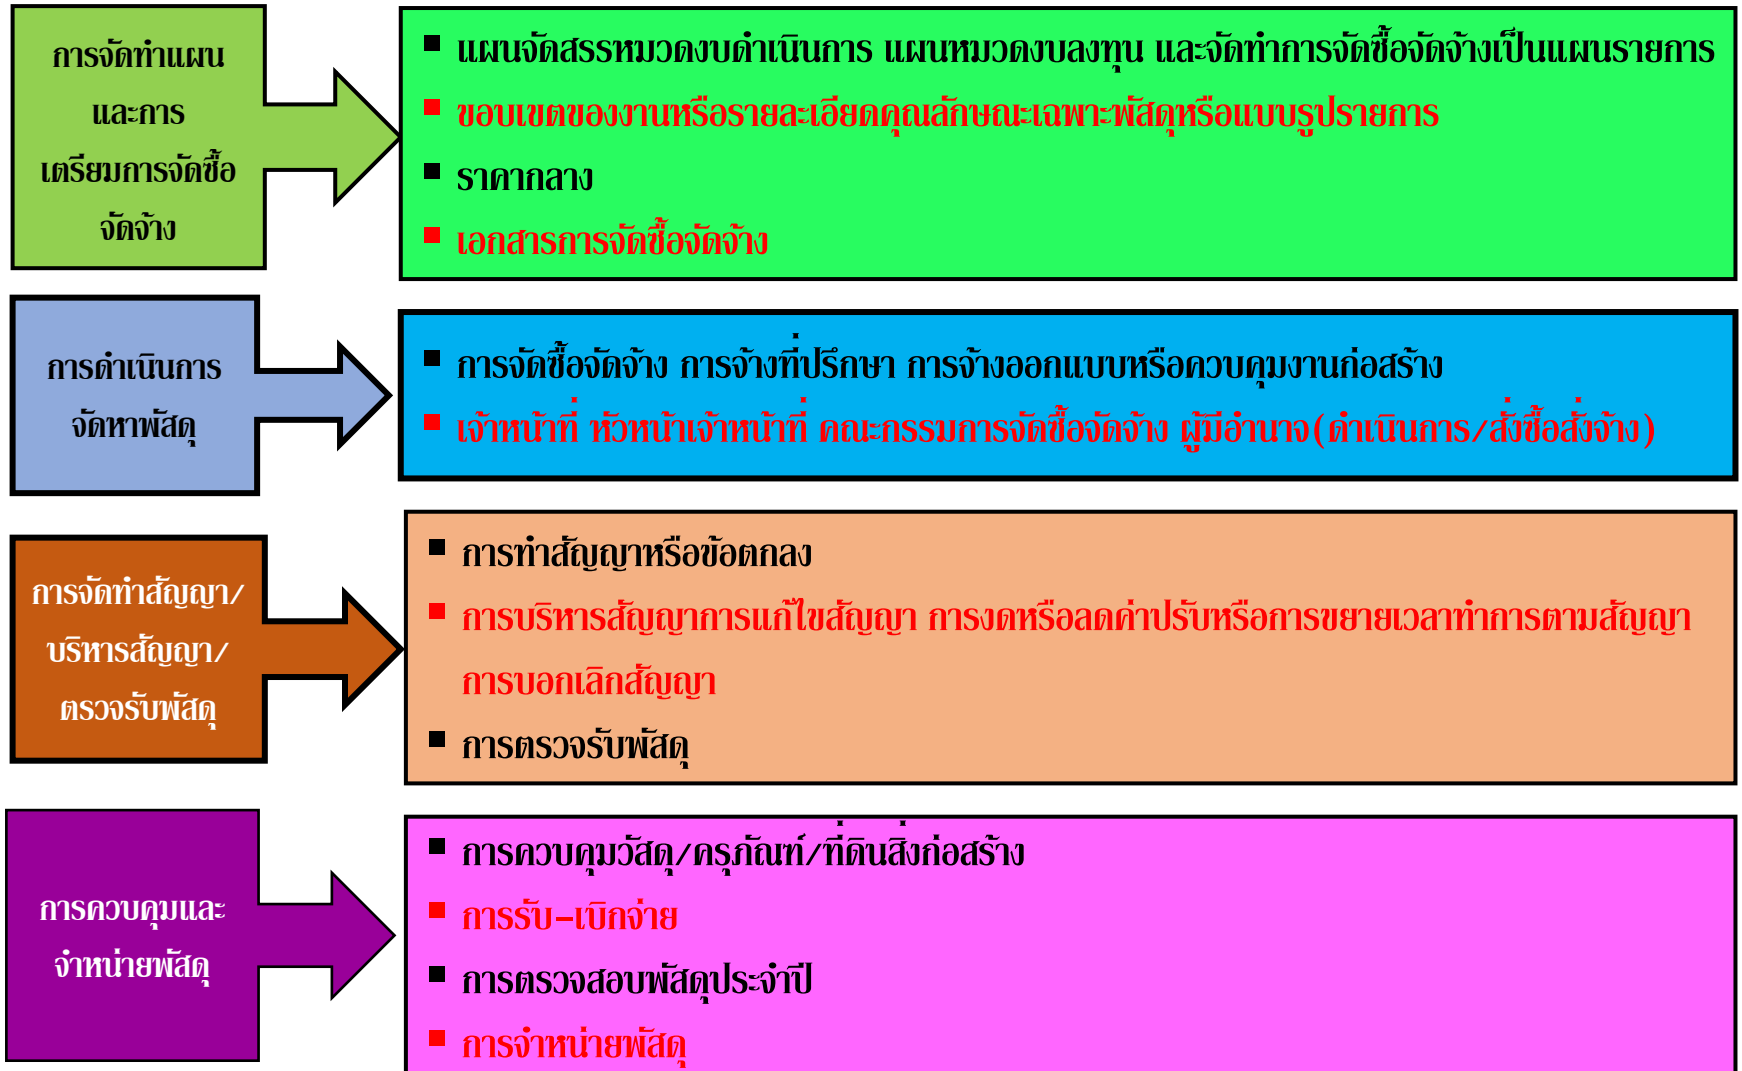 การจัดทำแผน
และการ
เตรียมการจัดซื้อ
จัดจ้าง
▪ แผนจัดสรรหมวดงบดำเนินการ แผนหมวดงบลงทุน และจัดทำการจัดซื้อจัดจ้างเป็นแผนรายการ
▪ ขอบเขตของงานหรือรายละเอียดคุณลักษณะเฉพาะพัสดุหรือแบบรูปรายการ
▪ ราคากลาง
▪ เอกสารการจัดซื้อจัดจ้าง
การดำเนินการ
จัดหาพัสดุ
▪ การจัดซื้อจัดจ้าง การจ้างที่ปรึกษา การจ้างออกแบบหรือควบคุมงานก่อสร้าง
▪ เจ้าหน้าที่ หัวหน้าเจ้าหน้าที่ คณะกรรมการจัดซื้อจัดจ้าง ผู้มีอำนาจ(ดำเนินการ/สั่งซื้อสั่งจ้าง)
การจัดทำสัญญา/
บริหารสัญญา/
ตรวจรับพัสดุ
▪ การทำสัญญาหรือข้อตกลง
▪ การบริหารสัญญาการแก้ไขสัญญา การงดหรือลดค่าปรับหรือการขยายเวลาทำการตามสัญญา
การบอกเลิกสัญญา
▪ การตรวจรับพัสดุ
การควบคุมและ
จำหน่ายพัสดุ
▪ การควบคุมวัสดุ/ครุภัณฑ์/ที่ดินสิ่งก่อสร้าง
▪ การรับ-เบิกจ่าย
▪ การตรวจสอบพัสดุประจำปี
▪ การจำหน่ายพัสดุ